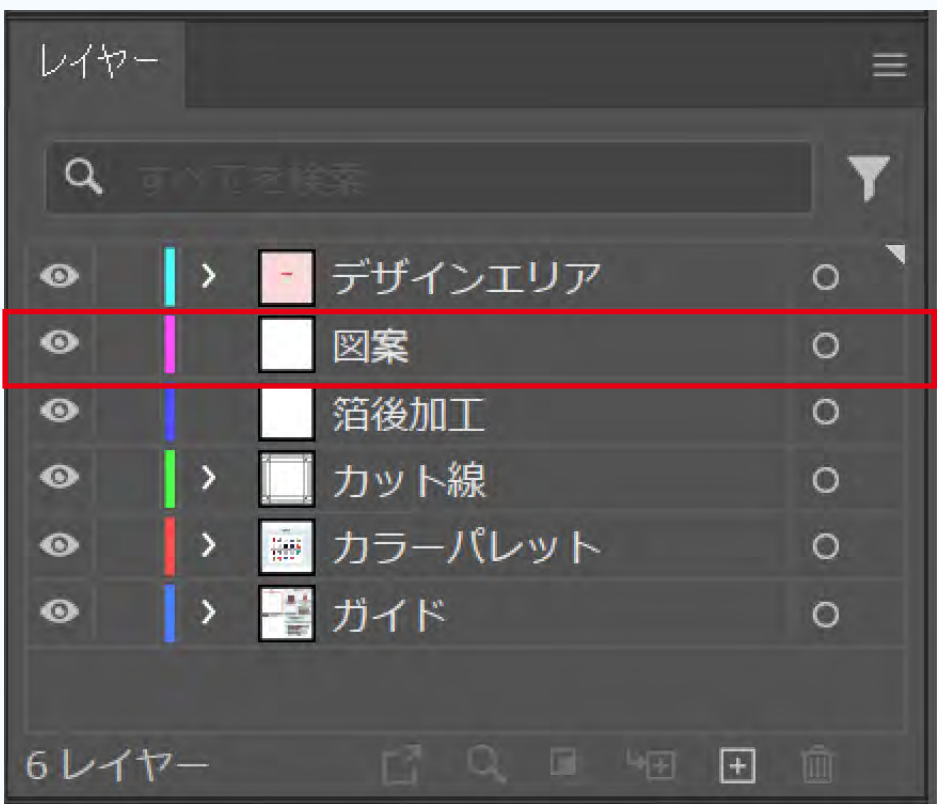 レイヤー
すべてを検索
デザインエリア
図案
箔後加工
カット線
カラーパレット
ガイド
6 レイヤー